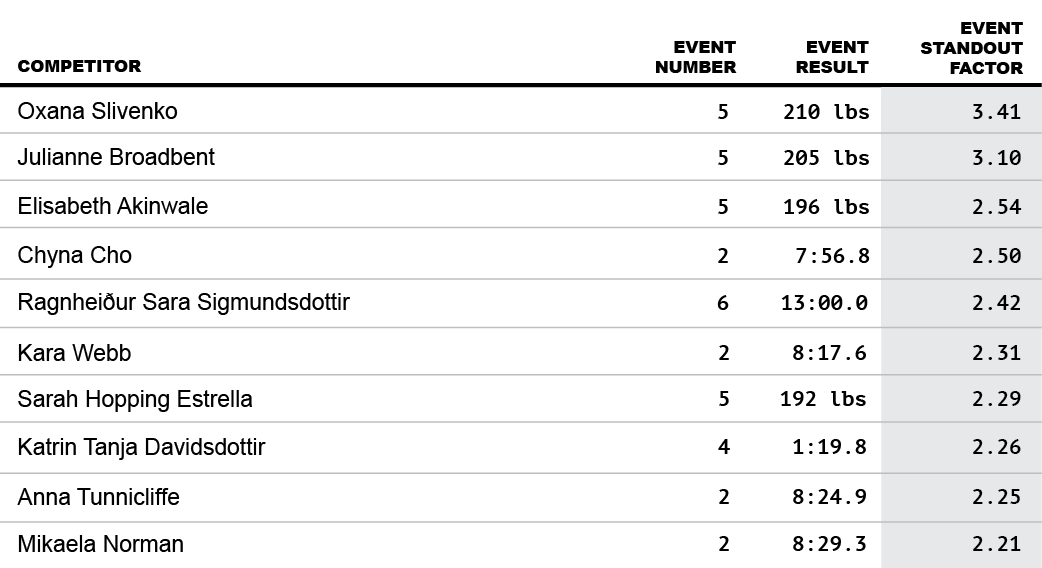 COMPETITOR EVENT NUMBER EVENT RESULT EVENT STANDOUT FACTOR
Oxana Slivenko 5 210 lbs 3.41
Julianne Broadbent 5 205 lbs 3.10
Elisabeth Akinwale 5 196 lbs 2.54
Chyna Cho 2 7:56.8 2.50
Ragnheiður Sara Sigmundsdottir 6 13:00.0 2.42
Kara Webb 2 8:17.6 2.31
Sarah Hopping Estrella 5 192 lbs 2.29
Katrin Tanja Davidsdottir 4 1:19.8 2.26
Anna Tunnicliffe 2 8:24.9 2.25
Mikaela Norman 2 8:29.3 2.21